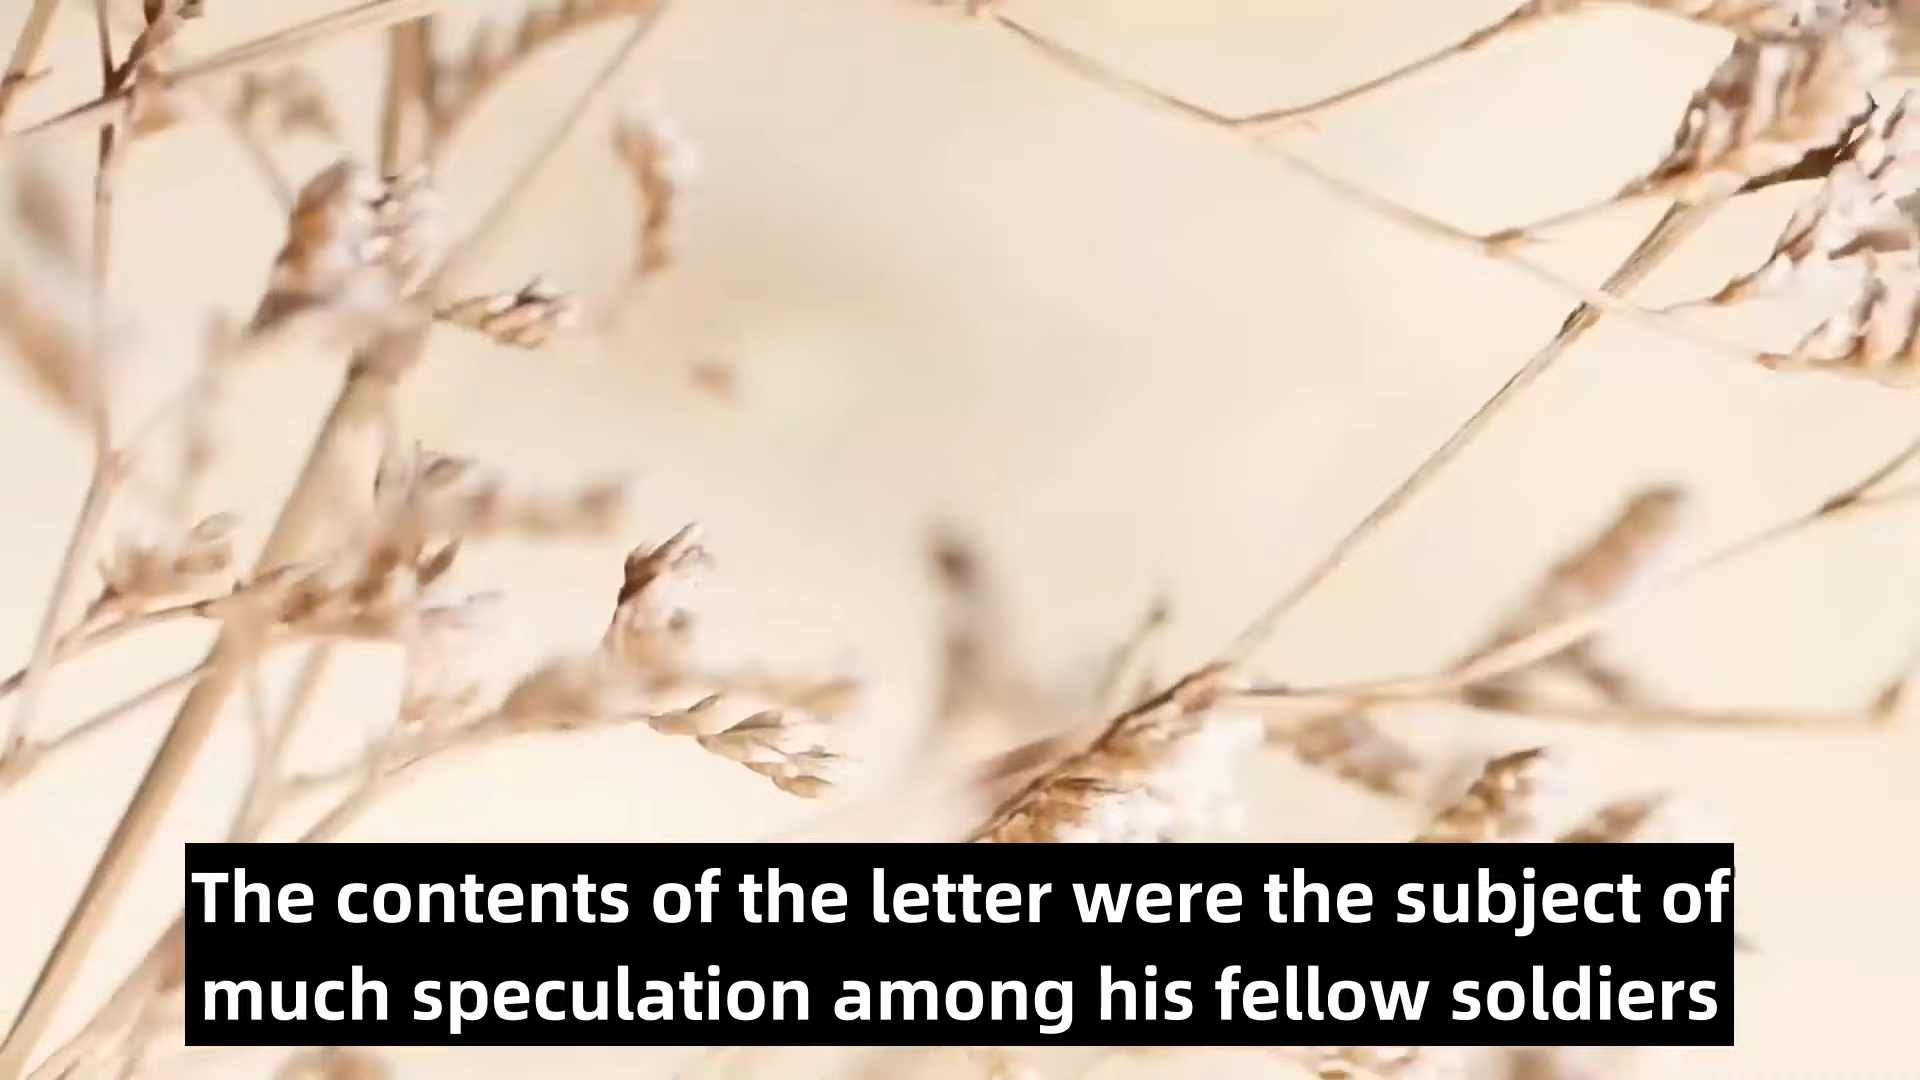 The contents of the letter were the subject of
much speculation among his fellow soldiers